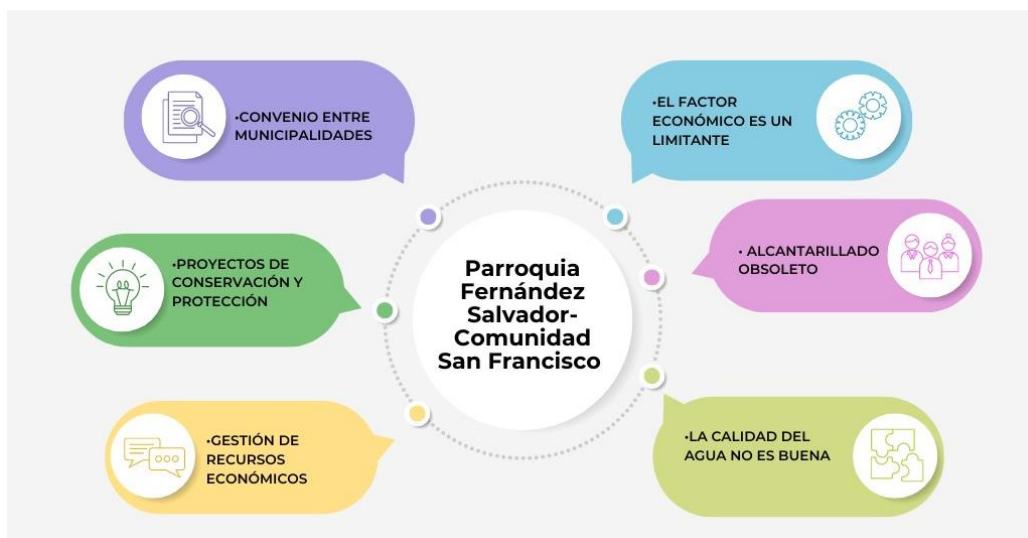 •CONVENIO ENTRE
MUNICIPALIDADES
•PROYECTOS DE
CONSERVACIÓN Y
PROTECCIÓN
•GESTIÓN DE
RECURSOS
ECONÓMICOS
Parroquia
Fernández
Salvador-
Comunidad
San Francisco
•EL FACTOR
ECONÓMICO ES UN
LIMITANTE
• ALCANTARILLADO
OBSOLETO
•LA CALIDAD DEL
AGUA NO ES BUENA